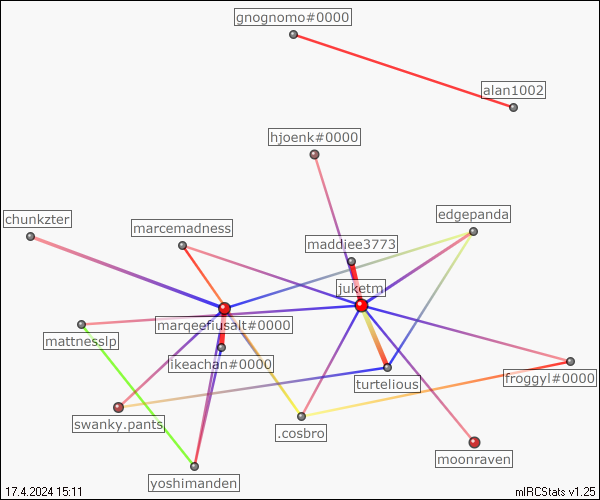 gnognomo#0000
alan1002
hjoenk#0000
chunkzter
edgepanda
marcemadness
maddiee3773
juketm
marqeefiusalt#0000
mattnesslp
ikeachan#0000
froggyl#0000
turtelious
swanky.pants
.cosbro
moonraven
yoshimanden
17.4.2024 15:11
mIRCStats v1.25